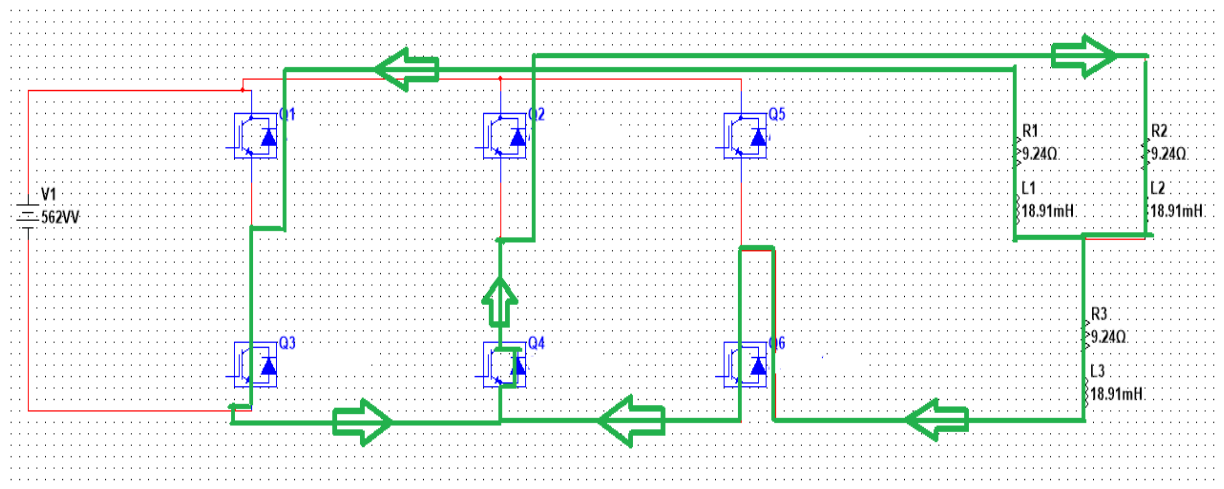 Q1
Q2
Q5
R1
9.24Ω
R2
9.24Ω
V1
562VV
L1
18.91mH
L2
18.91mH
R3
9.24Ω
Q3
Q4
Q6
L3
18.91mH